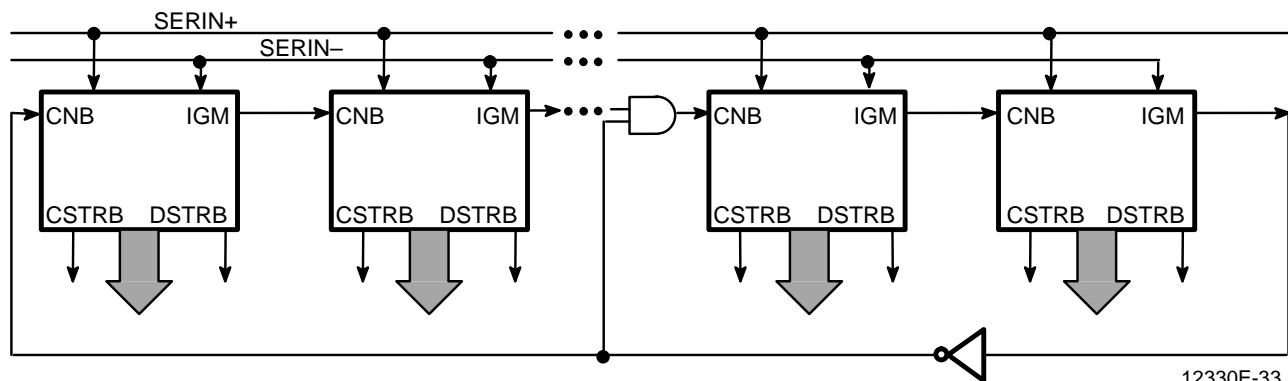 SERIN+
SERIN–
CNB IGM CNB IGM CNB IGM CNB IGM
CSTRB DSTRB CSTRB DSTRB CSTRB DSTRB CSTRB DSTRB
12330E-33